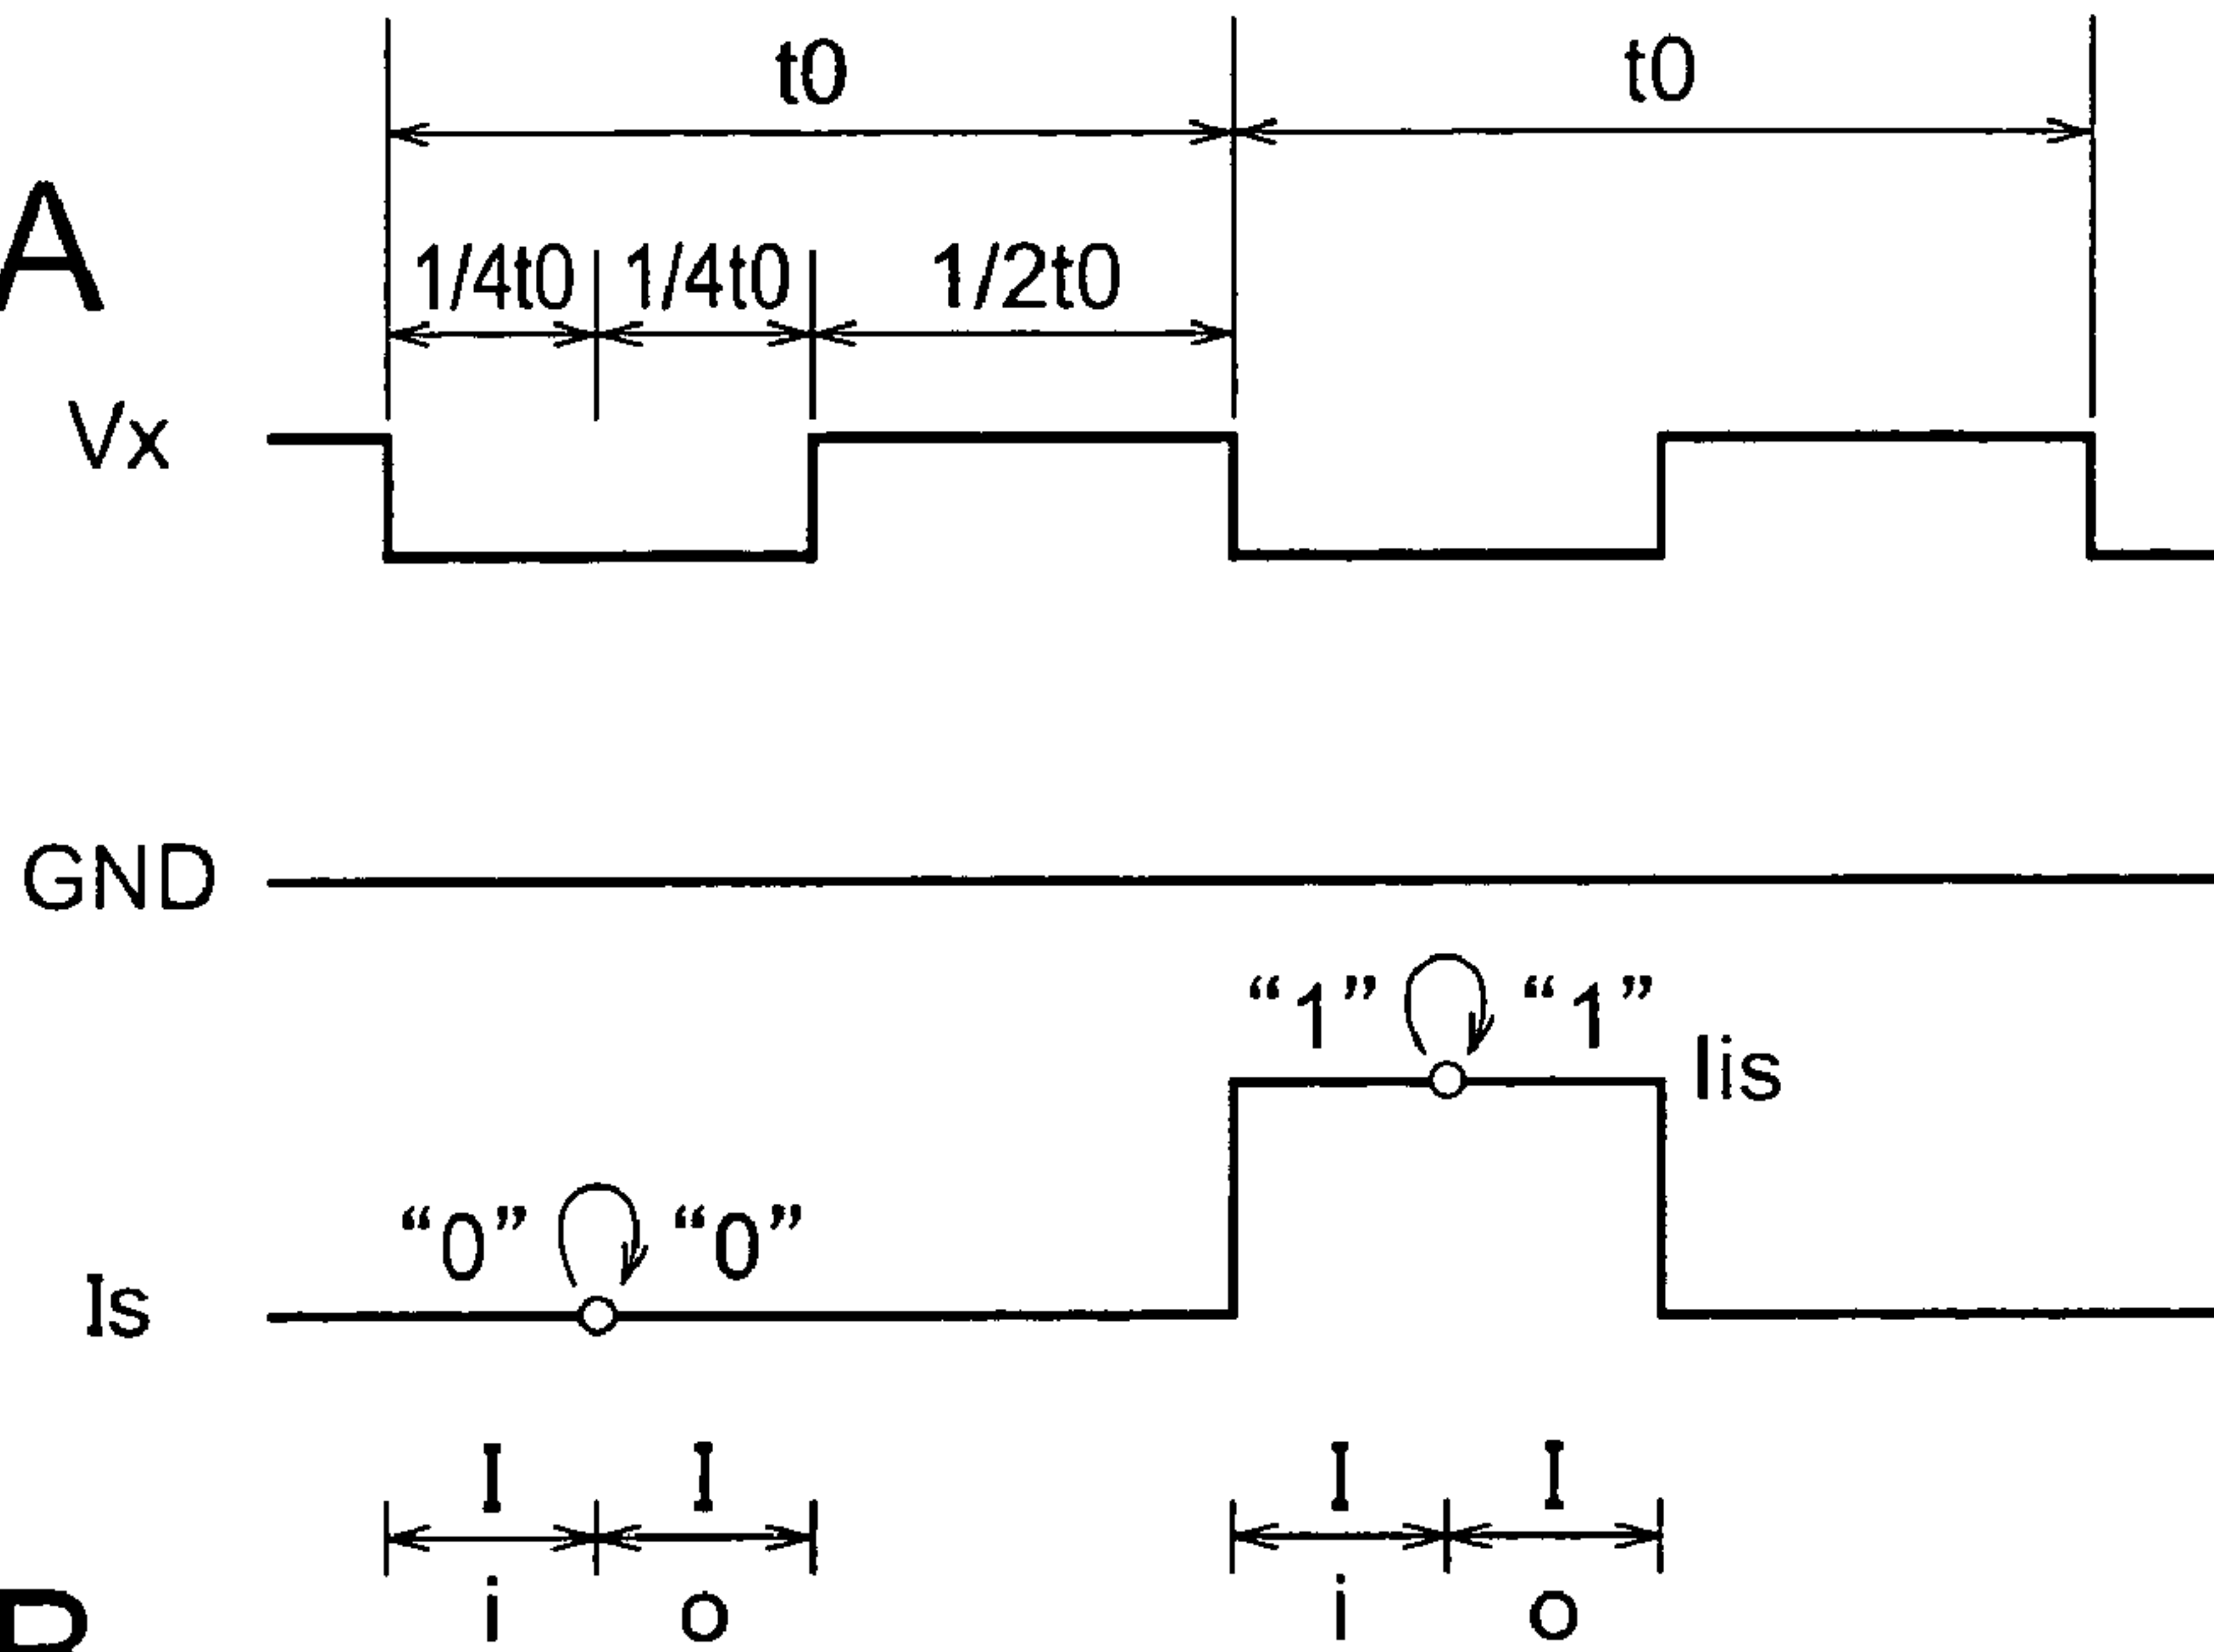 t0 t0
A
1/4t0 1/4t0 1/2t0
Vx
GND
“1” “1”
Iis
“0” “0”
Is
I I I I
i o i o